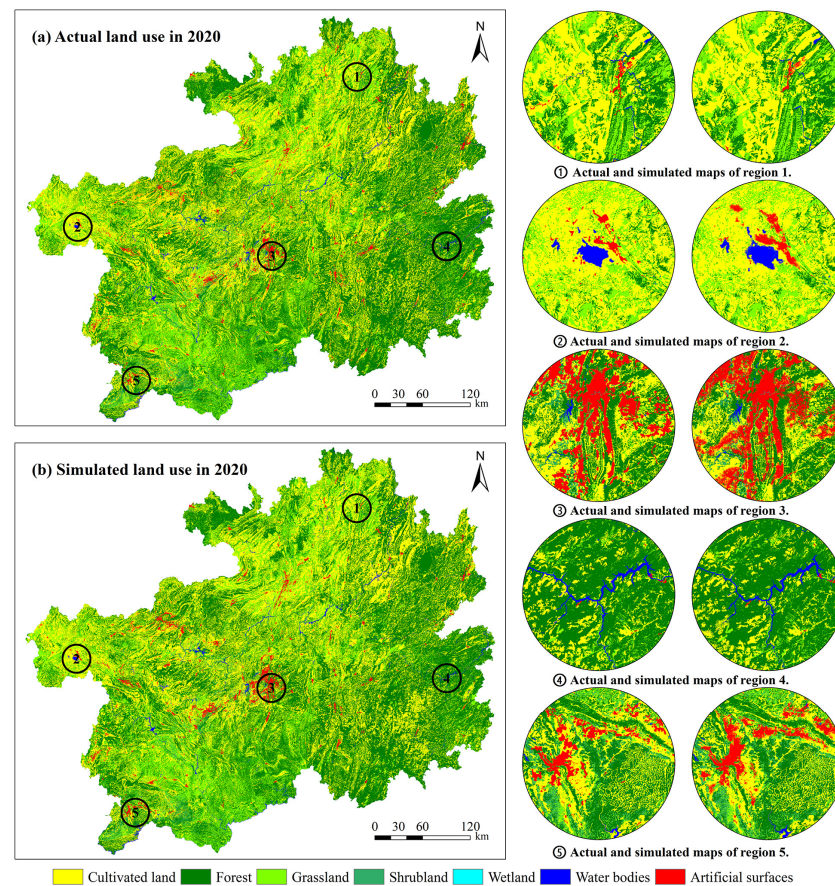 (a) Actual land use in 2020
N
1
2
3
4
5
0 30 60 120
km
① Actual and simulated maps of region 1.
② Actual and simulated maps of region 2.
③ Actual and simulated maps of region 3.
(b) Simulated land use in 2020
N
1
2
3
4
5
0 30 60 120
km
④ Actual and simulated maps of region 4.
⑤ Actual and simulated maps of region 5.
Cultivated land Forest Grassland Shrubland Wetland Water bodies Artificial surfaces